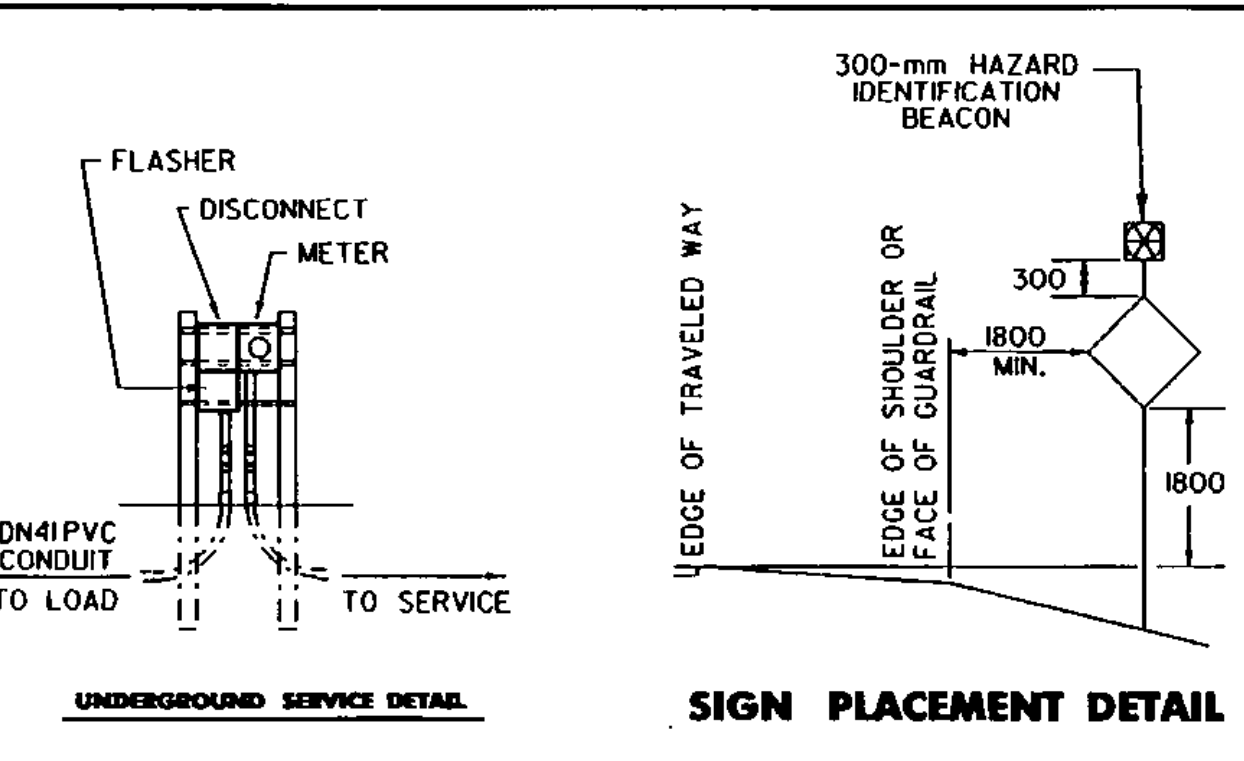 FLASHER
DISCONNECT
METER
DN41PVC
CONDUIT
TO LOAD
TO SERVICE
UNDERGROUND SERVICE DETAIL
300-mm HAZARD
IDENTIFICATION
BEACON
EDGE OF TRAVELED WAY
EDGE OF SHOULDER OR
FACE OF GUARDRAIL
300
1800
MIN.
1800
SIGN PLACEMENT DETAIL